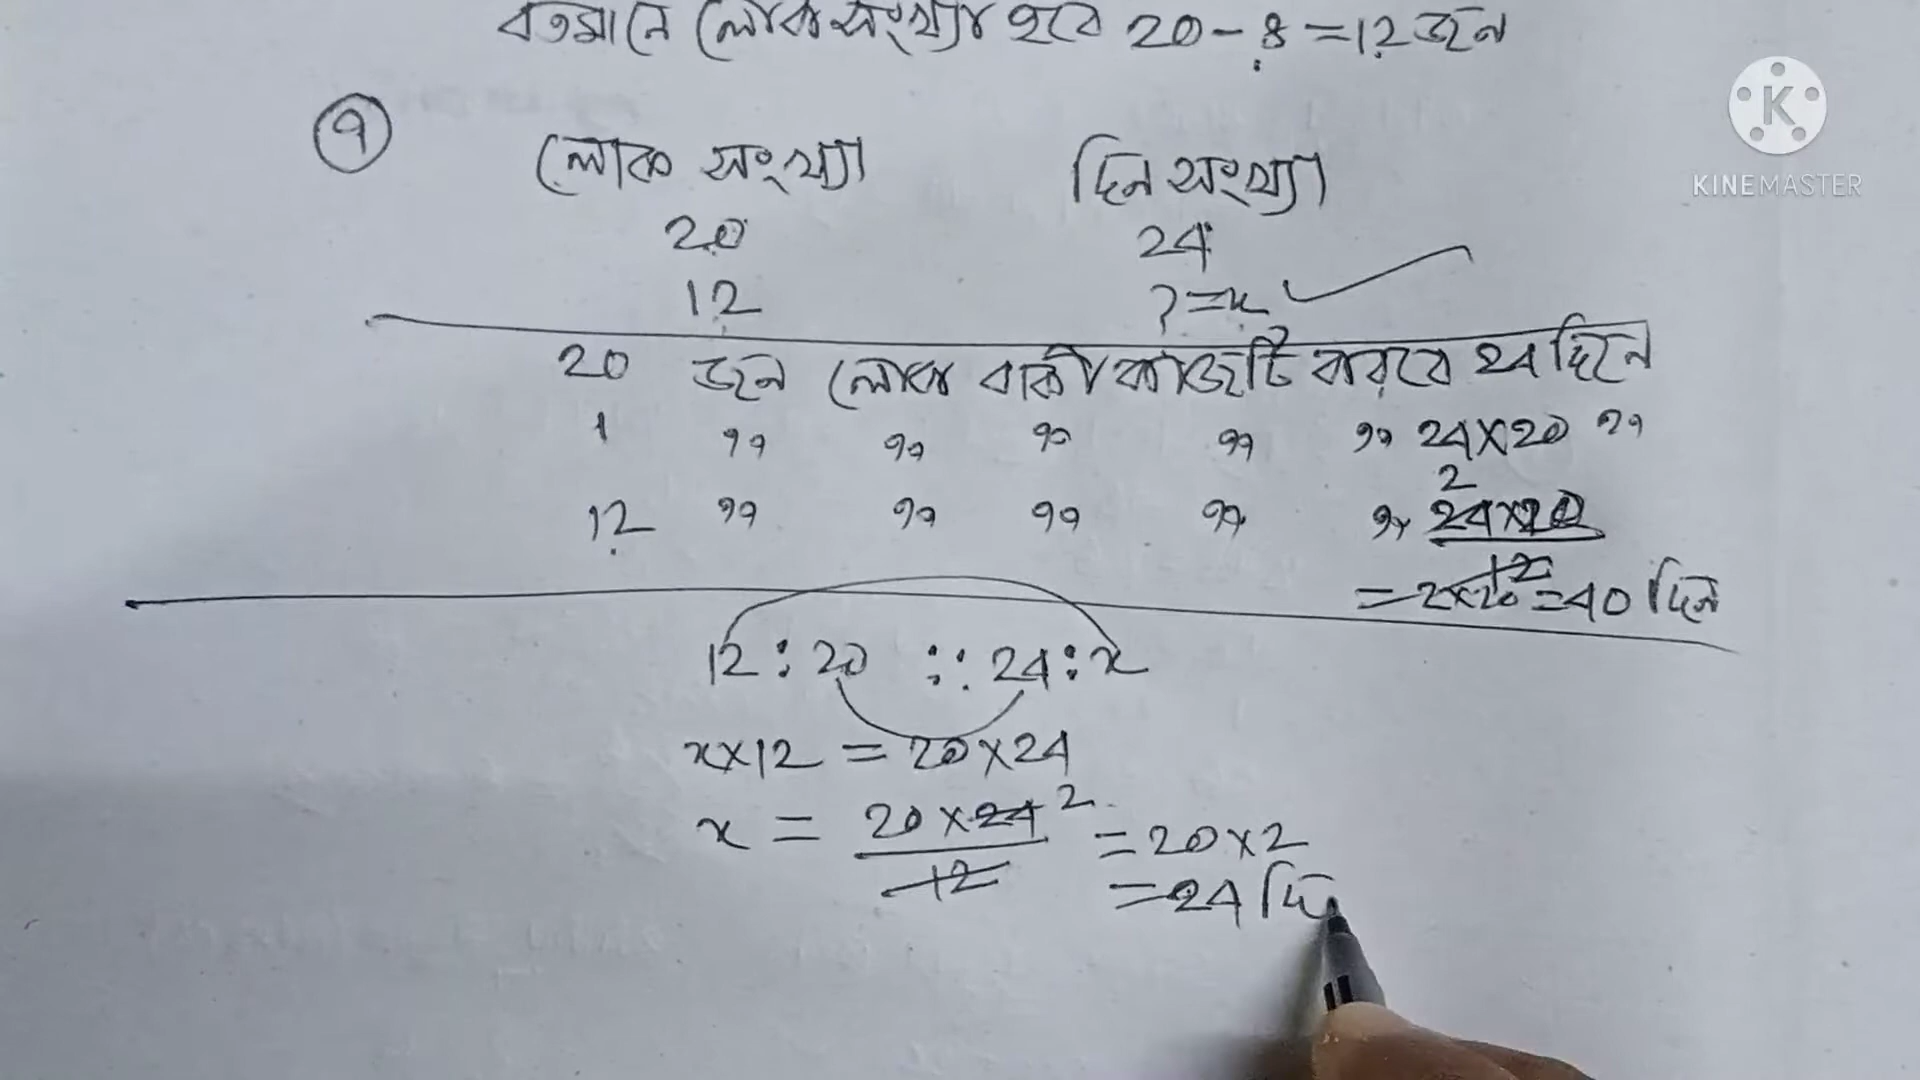 বর্তমানে লোক সংখ্যা হবে 20 - 8 = 12 জন
৭
লোক সংখ্যা দিন সংখ্যা
20 24
12 ? = x
20 জন লোক বাকী কাজটি করবে 24 দিনে
1 " " " " " 24 x 20 "
12 " " " " " 24 x 20 / 12
2
= 2 x 20 = 40 দিন
12 : 20 :: 24 : x
x x 12 = 20 x 24
x = 20 x 24 / 12 = 20 x 2
2
= 24 দি
K
KINEMASTER